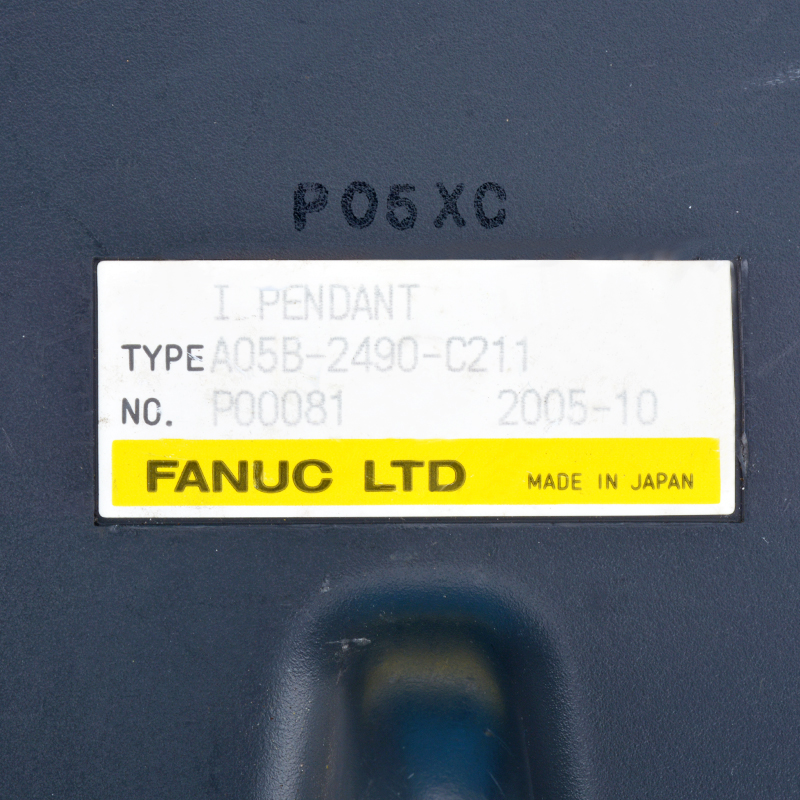 P05XC
I PENDANT
TYPE A05B-2490-C211
NO. P00081 2005-10
FANUC LTD MADE IN JAPAN